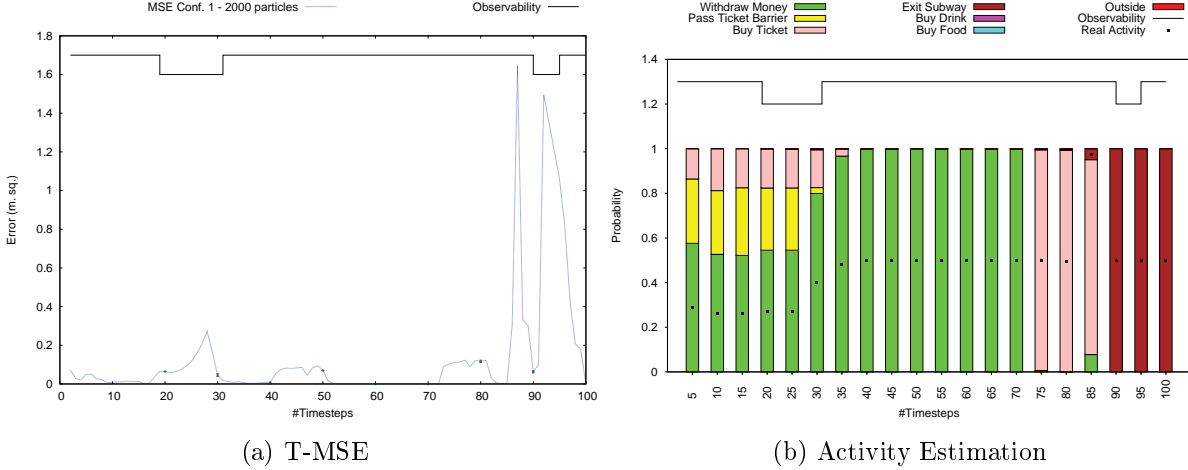 MSE Conf. 1 - 2000 particles
Observability
1.8
1.6
1.4
1.2
1
0.8
0.6
0.4
0.2
0
Error (m. sq.)
0 10 20 30 40 50 60 70 80 90 100
#Timesteps
(a) T-MSE
Withdraw Money
Pass Ticket Barrier
Buy Ticket
Exit Subway
Buy Drink
Buy Food
Outside
Observability
Real Activity
1.4
1.2
1
0.8
0.6
0.4
0.2
0
Probability
5 10 15 20 25 30 35 40 45 50 55 60 65 70 75 80 85 90 95 100
#Timesteps
(b) Activity Estimation